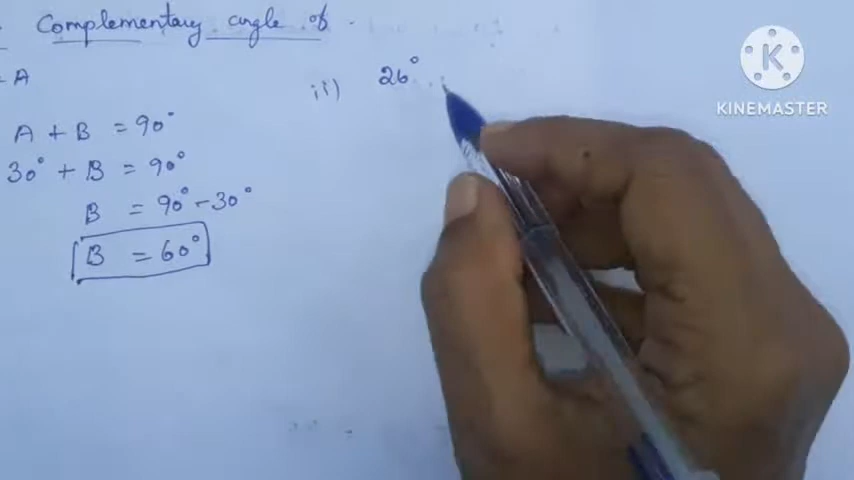 Complementary angle of
= A
A + B = 90°
30° + B = 90°
B = 90° - 30°
B = 60°
ii) 26°
KINEMASTER